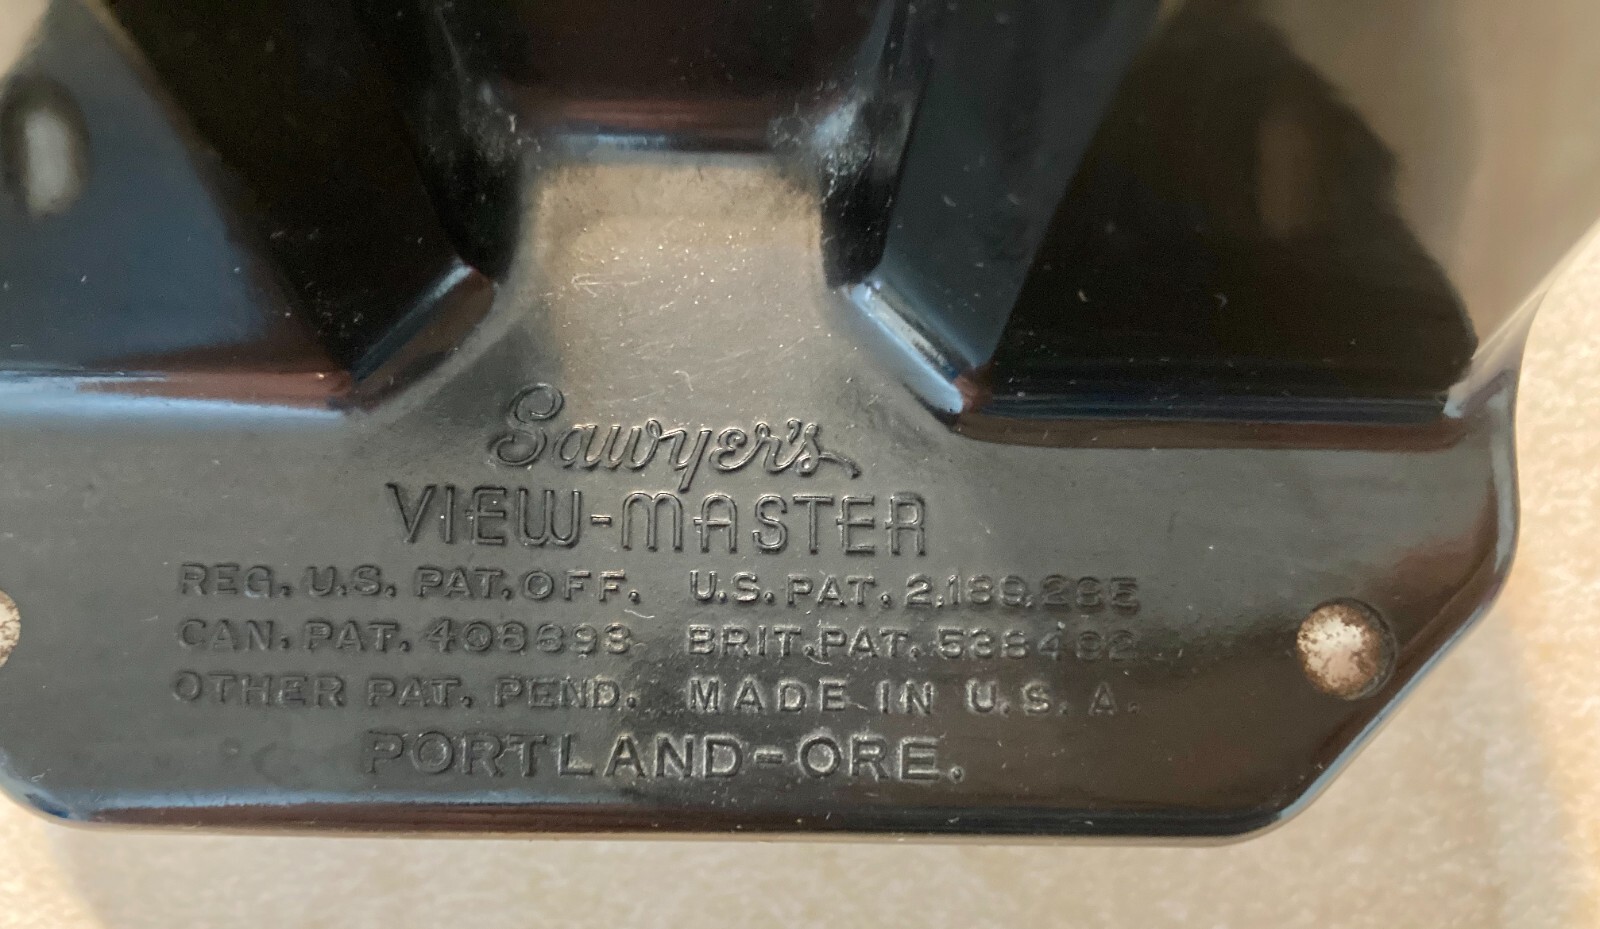 Sawyer's
VIEW-MASTER
REG. U.S. PAT. OFF. U.S. PAT. 2,189,285
CAN. PAT. 408893 BRIT. PAT.
OTHER PAT. PEND. MADE IN U.S.A.
PORTLAND-ORE.